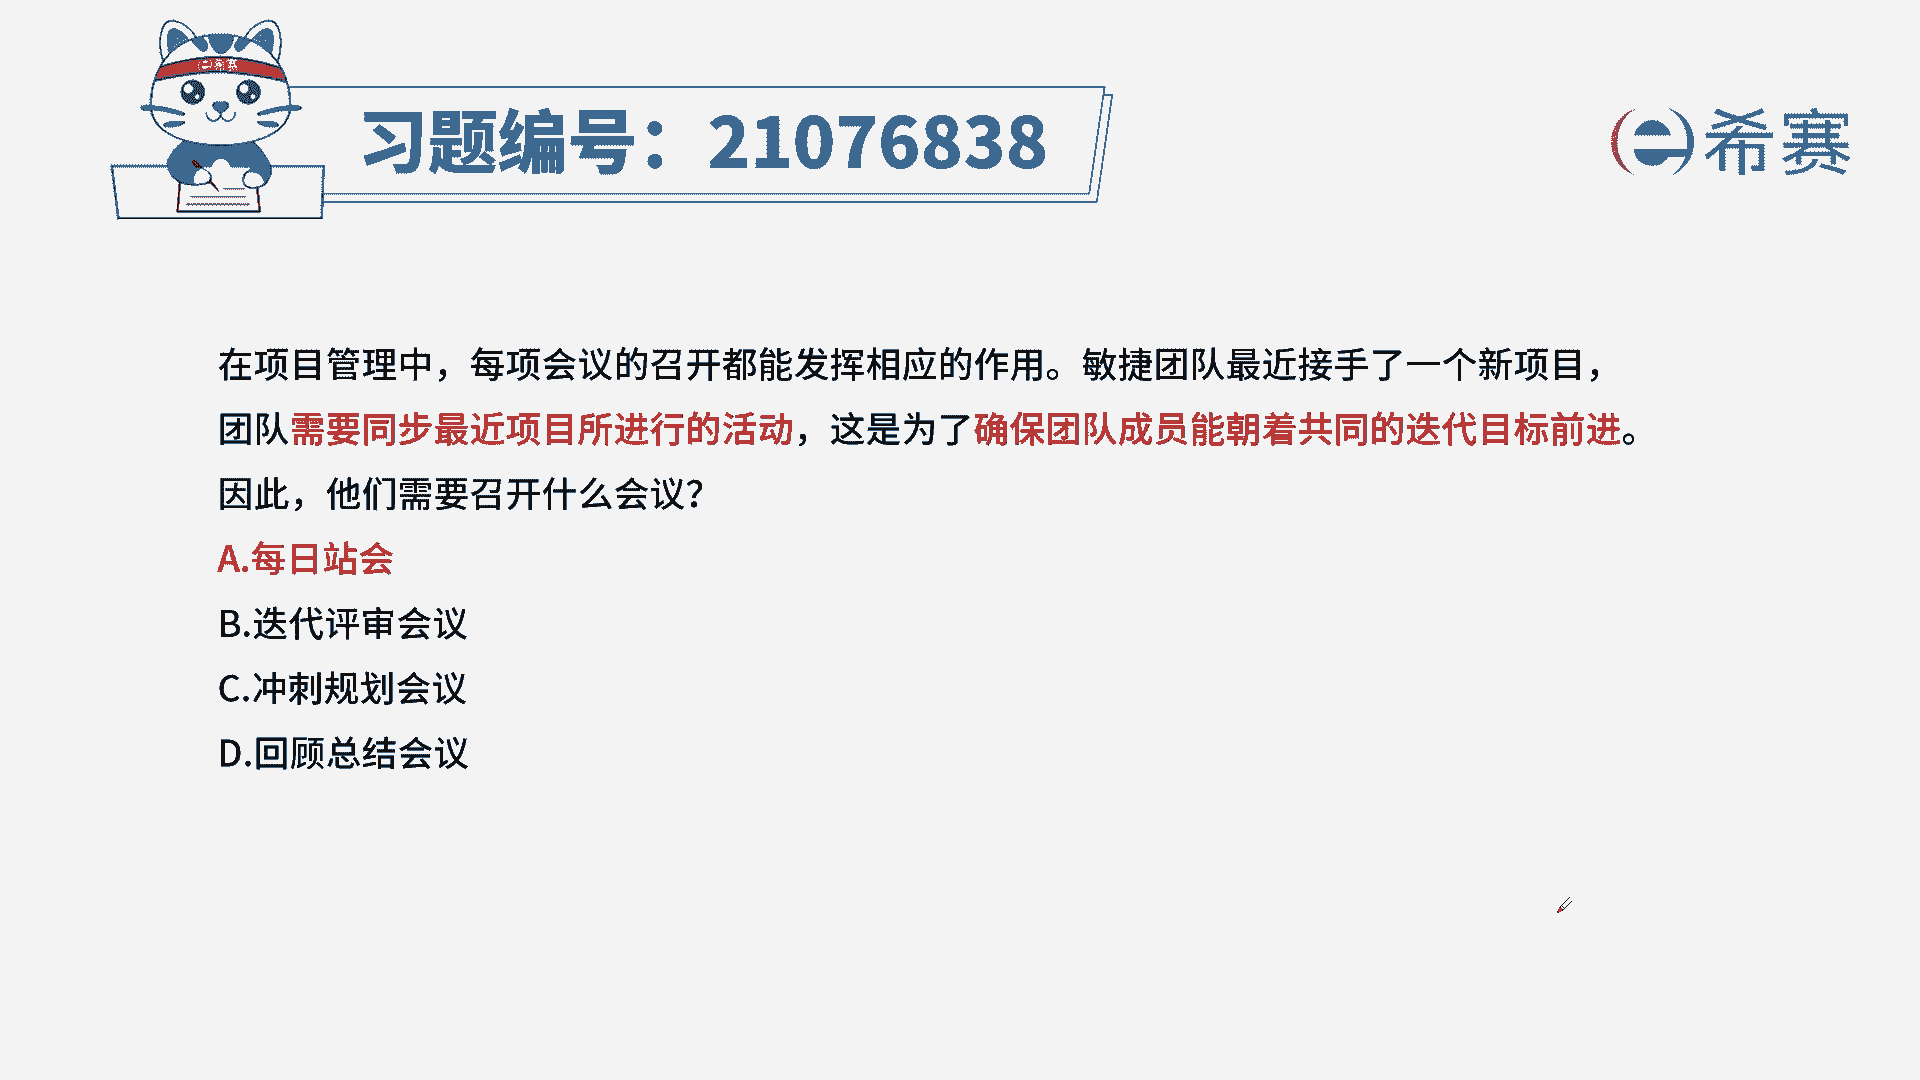 希赛
习题编号：21076838
希赛
在项目管理中，每项会议的召开都能发挥相应的作用。敏捷团队最近接手了一个新项目，
团队需要同步最近项目所进行的活动，这是为了确保团队成员能朝着共同的迭代目标前进。
因此，他们需要召开什么会议？
A.每日站会
B.迭代评审会议
C.冲刺规划会议
D.回顾总结会议